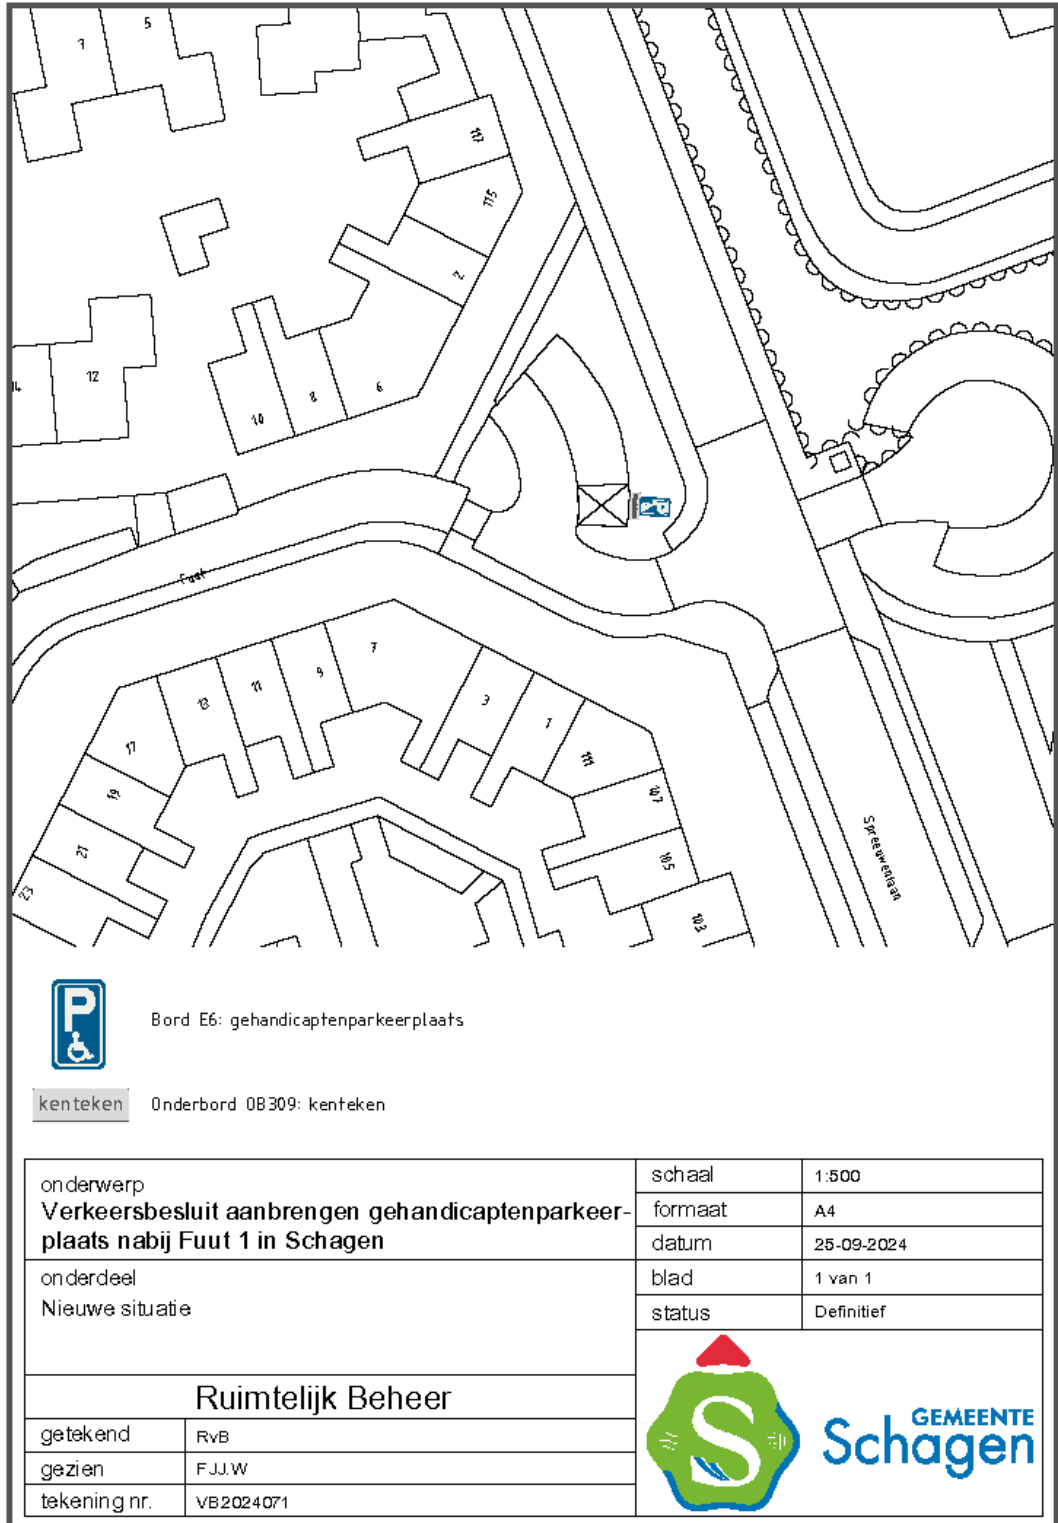 7
5
117
115
2
14
12
10
8
6
Fuut
7
9
11
13
3
1
17
111
19
107
21
105
23
103
Spreeuwenlaan
P
Bord E6: gehandicaptenparkeerplaats
kenteken
Onderbord OB309: kenteken
onderwerp
Verkeersbesluit aanbrengen gehandicaptenparkeer-
plaats nabij Fuut 1 in Schagen
onderdeel
Nieuwe situatie
Ruimtelijk Beheer
getekend RvB
gezien F.J.J.W
tekening nr. VB2024071
schaal 1:500
formaat A4
datum 25-09-2024
blad 1 van 1
status Definitief
S
GEMEENTE
Schagen